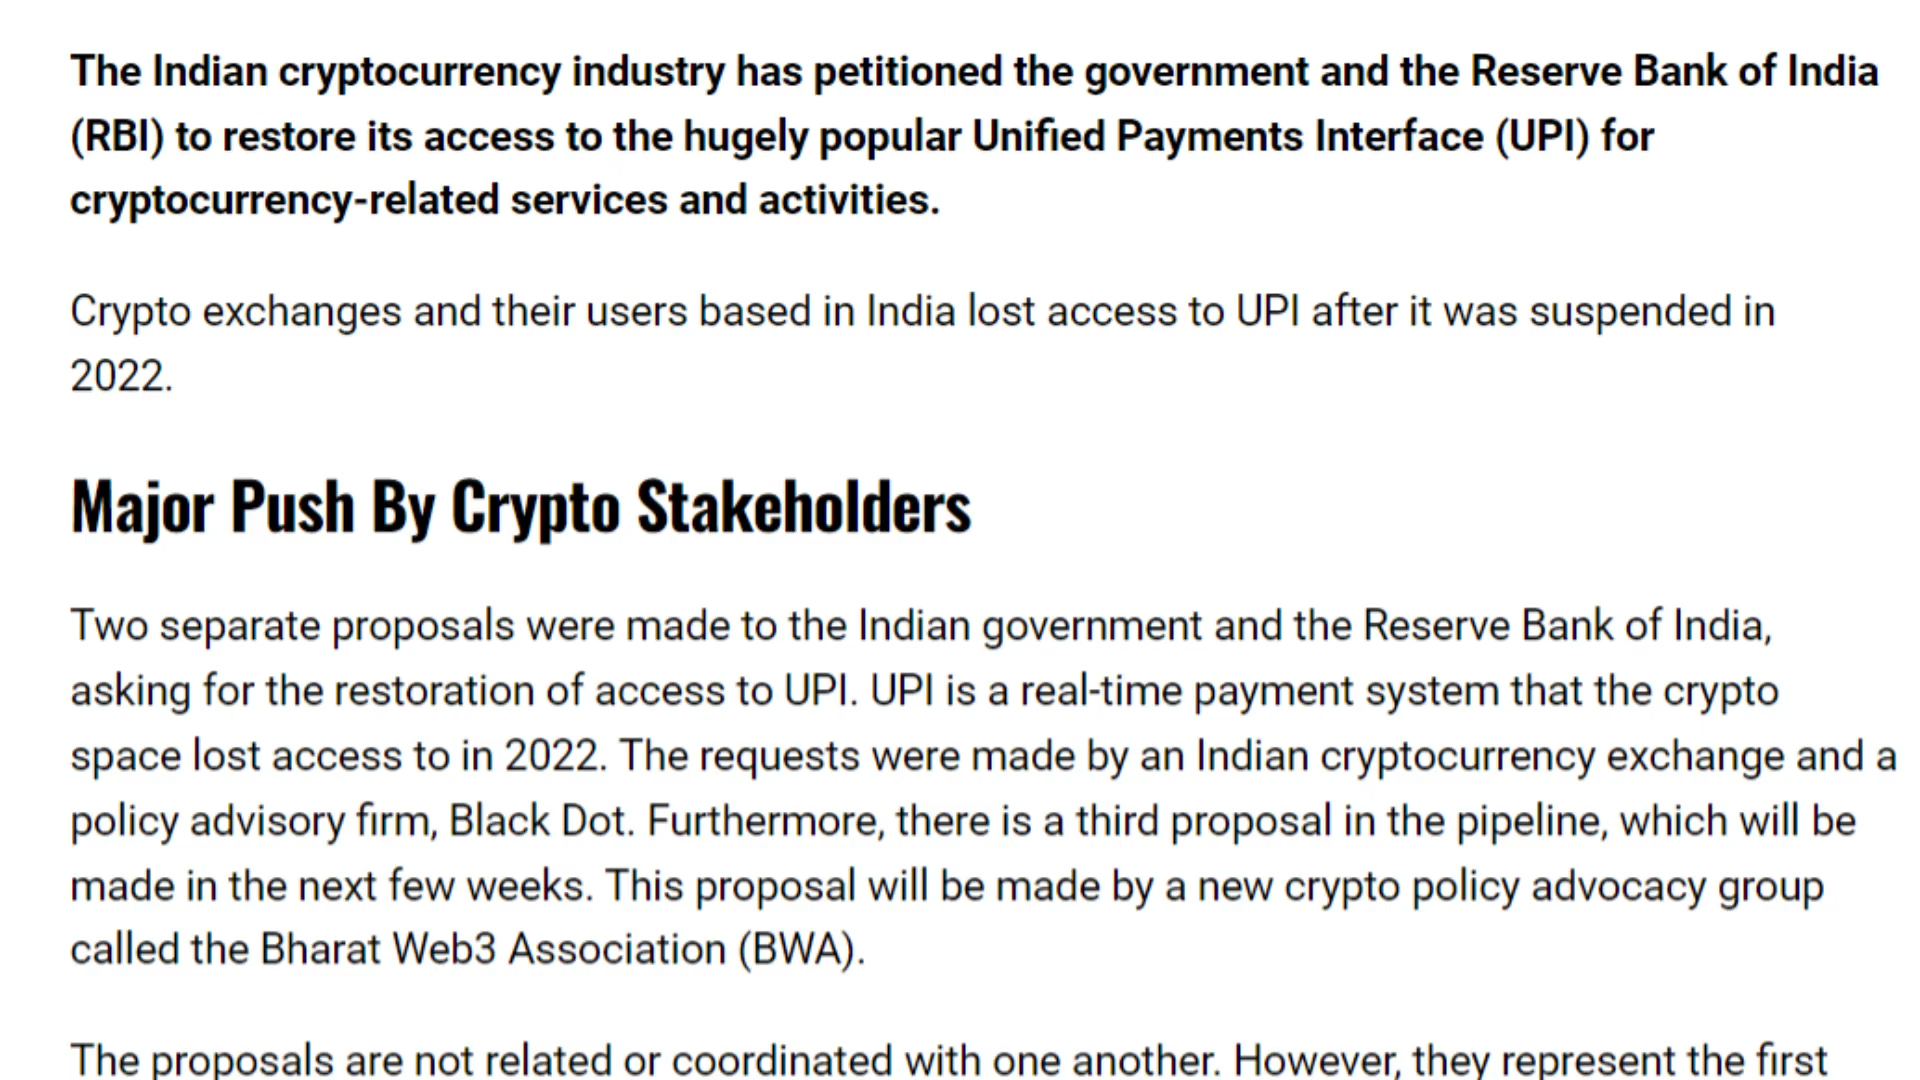 The Indian cryptocurrency industry has petitioned the government and the Reserve Bank of India
(RBI) to restore its access to the hugely popular Unified Payments Interface (UPI) for
cryptocurrency-related services and activities.
Crypto exchanges and their users based in India lost access to UPI after it was suspended in
2022.
Major Push By Crypto Stakeholders
Two separate proposals were made to the Indian government and the Reserve Bank of India,
asking for the restoration of access to UPI. UPI is a real-time payment system that the crypto
space lost access to in 2022. The requests were made by an Indian cryptocurrency exchange and a
policy advisory firm, Black Dot. Furthermore, there is a third proposal in the pipeline, which will be
made in the next few weeks. This proposal will be made by a new crypto policy advocacy group
called the Bharat Web3 Association (BWA).
The proposals are not related or coordinated with one another. However, they represent the first